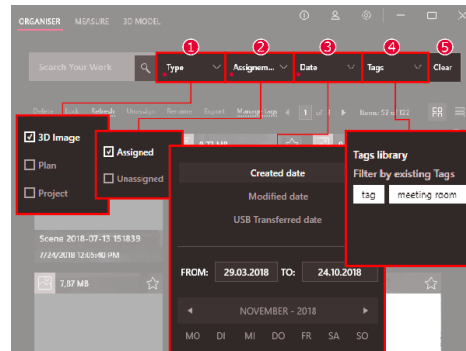 ORGANISER MEASURE 3D MODEL
1 2 3 4 5
Search Your Work Type Assignem... Date Tags Clear
Delete Lock Refresh Unassign Rename Export Manage tags 1 of Items: 57 of 122
3D Image
Plan
Project
Assigned
Unassigned
Created date
Modified date
USB Transferred date
FROM: 29.03.2018 TO: 24.10.2018
NOVEMBER - 2018
MO DI MI DO FR SA SO
Tags library
Filter by existing Tags
tag meeting room
Scene 2018-07-13 151839
7/24/2018 12:05:40 PM
7,87 MB